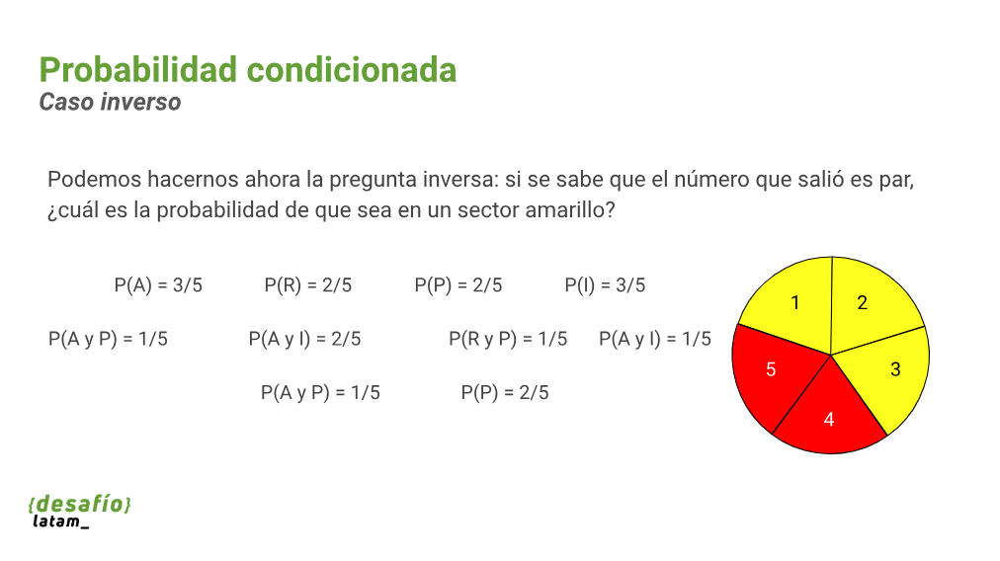 Probabilidad condicionada
Caso inverso
Podemos hacernos ahora la pregunta inversa: si se sabe que el número que salió es par,
¿cuál es la probabilidad de que sea en un sector amarillo?
P(A) = 3/5 P(R) = 2/5 P(P) = 2/5 P(I) = 3/5
P(A y P) = 1/5 P(A y I) = 2/5 P(R y P) = 1/5 P(A y I) = 1/5
P(A y P) = 1/5 P(P) = 2/5
1 2
5 3
4
{desafío}
latam_